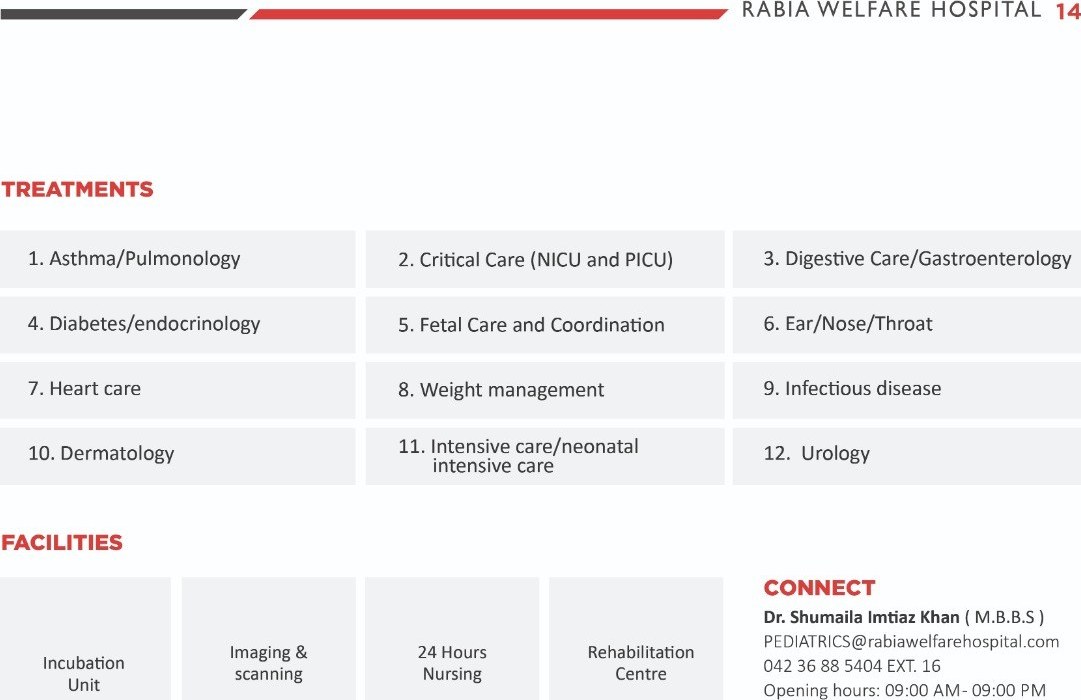 RABIA WELFARE HOSPITAL 14
TREATMENTS
1. Asthma/Pulmonology
2. Critical Care (NICU and PICU)
3. Digestive Care/Gastroenterology
4. Diabetes/endocrinology
5. Fetal Care and Coordination
6. Ear/Nose/Throat
7. Heart care
8. Weight management
9. Infectious disease
10. Dermatology
11. Intensive care/neonatal
intensive care
12. Urology
FACILITIES
Incubation
Unit
Imaging &
scanning
24 Hours
Nursing
Rehabilitation
Centre
CONNECT
Dr. Shumaila Imtiaz Khan ( M.B.B.S )
PEDIATRICS@rabiawelfarehospital.com
042 36 88 5404 EXT. 16
Opening hours: 09:00 AM- 09:00 PM